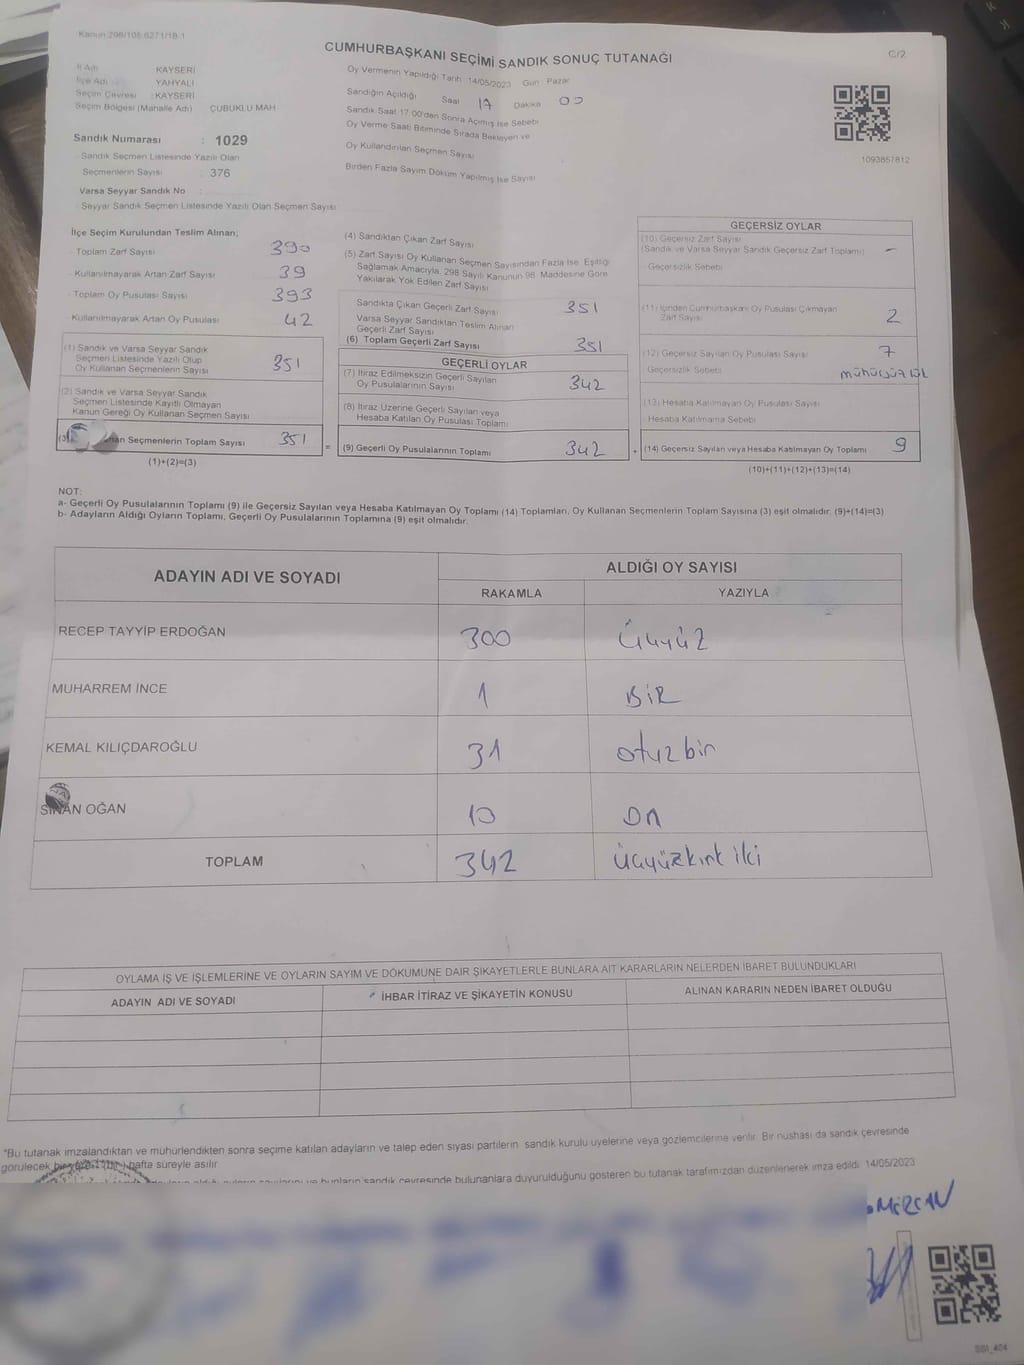 Kanun:298/105,6271/18-1
CUMHURBAŞKANI SEÇİMİ SANDIK SONUÇ TUTANAĞI
C/2
İl Adı KAYSERİ
İlçe Adı YAHYALI
Seçim Çevresi : KAYSERİ
Seçim Bölgesi (Mahalle Adı) ÇUBUKLU MAH
Sandık Numarası : 1029
Sandık Seçmen Listesinde Yazılı Olan
Seçmenlerin Sayısı : 376
Varsa Seyyar Sandık No
Seyyar Sandık Seçmen Listesinde Yazılı Olan Seçmen Sayısı
Oy Vermenin Yapıldığı Tarih 14/05/2023 Gün : Pazar
Sandığın Açıldığı Saat 17 Dakika 00
Sandık Saat 17:00'den Sonra Açılmış İse Sebebi
Oy Verme Saati Bitiminde Sırada Bekleyen ve
Oy Kullandırılan Seçmen Sayısı
Birden Fazla Sayım Döküm Yapılmış İse Sayısı
1093857812
İlçe Seçim Kurulundan Teslim Alınan;
- Toplam Zarf Sayısı 390
- Kullanılmayarak Artan Zarf Sayısı 39
- Toplam Oy Pusulası Sayısı 393
- Kullanılmayarak Artan Oy Pusulası 42
(1) Sandık ve Varsa Seyyar Sandık
Seçmen Listesinde Yazılı Olup
Oy Kullanan Seçmenlerin Sayısı 351
(2) Sandık ve Varsa Seyyar Sandık
Seçmen Listesinde Kayıtlı Olmayan
Kanun Gereği Oy Kullanan Seçmen Sayısı
(3) Seçmenlerin Toplam Sayısı 351 =
(1)+(2)=(3)
(4) Sandıktan Çıkan Zarf Sayısı
(5) Zarf Sayısı Oy Kullanan Seçmen Sayısından Fazla İse, Eşitliği
Sağlamak Amacıyla, 298 Sayılı Kanunun 98. Maddesine Göre
Yakılarak Yok Edilen Zarf Sayısı
Sandıkta Çıkan Geçerli Zarf Sayısı 351
Varsa Seyyar Sandıktan Teslim Alınan
Geçerli Zarf Sayısı
(6) Toplam Geçerli Zarf Sayısı 351
GEÇERLİ OYLAR
(7) İtiraz Edilmeksizin Geçerli Sayılan
Oy Pusulalarının Sayısı 342
(8) İtiraz Üzerine Geçerli Sayılan veya
Hesaba Katılan Oy Pusulası Toplamı
(9) Geçerli Oy Pusulalarının Toplamı 342 +
GEÇERSİZ OYLAR
(10) Geçersiz Zarf Sayısı
(Sandık ve Varsa Seyyar Sandık Geçersiz Zarf Toplamı) -
- Geçersizlik Sebebi
(11) İçinden Cumhurbaşkanı Oy Pusulası Çıkmayan
Zarf Sayısı 2
(12) Geçersiz Sayılan Oy Pusulası Sayısı 7
- Geçersizlik Sebebi mühürsüzlük
(13) Hesaba Katılmayan Oy Pusulası Sayısı
- Hesaba Katılmama Sebebi
(14) Geçersiz Sayılan veya Hesaba Katılmayan Oy Toplamı 9
(10)+(11)+(12)+(13)=(14)
NOT:
a- Geçerli Oy Pusulalarının Toplamı (9) ile Geçersiz Sayılan veya Hesaba Katılmayan Oy Toplamı (14) Toplamları, Oy Kullanan Seçmenlerin Toplam Sayısına (3) eşit olmalıdır. (9)+(14)=(3)
b- Adayların Aldığı Oyların Toplamı, Geçerli Oy Pusulalarının Toplamına (9) eşit olmalıdır.
ADAYIN ADI VE SOYADI
ALDIĞI OY SAYISI
RAKAMLA YAZIYLA
RECEP TAYYİP ERDOĞAN 300 Üçyüz
MUHARREM İNCE 1 BİR
KEMAL KILIÇDAROĞLU 31 otuzbir
SİNAN OĞAN 10 ON
TOPLAM 342 üçyüzkırk iki
OYLAMA İŞ VE İŞLEMLERİNE VE OYLARIN SAYIM VE DÖKÜMÜNE DAİR ŞİKAYETLERLE BUNLARA AİT KARARLARIN NELERDEN İBARET BULUNDUKLARI
ADAYIN ADI VE SOYADI İHBAR İTİRAZ VE ŞİKAYETİN KONUSU ALINAN KARARIN NEDEN İBARET OLDUĞU
*Bu tutanak imzalandıktan ve mühürlendikten sonra seçime katılan adayların ve talep eden siyasi partilerin sandık kurulu üyelerine veya gözlemcilerine verilir. Bir nüshası da sandık çevresinde
görülecek bir yere 1 (bir) hafta süreyle asılır.
bunların sandık çevresinde bulunanlara duyurulduğunu gösteren bu tutanak tarafımızdan düzenlenerek imza edildi. 14/05/2023
MERCAN